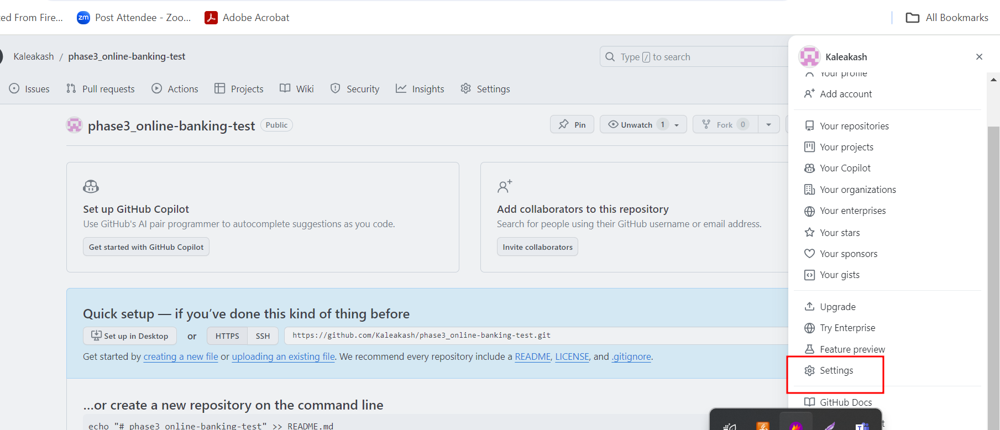 ed From Fire...
zm
Post Attendee - Zoo...
Adobe Acrobat
All Bookmarks
Kaleakash / phase3_online-banking-test
Type / to search
Issues
Pull requests
Actions
Projects
Wiki
Security
Insights
Settings
phase3_online-banking-test
Public
Pin
Unwatch 1
Fork 0
Set up GitHub Copilot
Use GitHub's AI pair programmer to autocomplete suggestions as you code.
Get started with GitHub Copilot
Add collaborators to this repository
Search for people using their GitHub username or email address.
Invite collaborators
Quick setup — if you’ve done this kind of thing before
Set up in Desktop
or
HTTPS
SSH
https://github.com/Kaleakash/phase3_online-banking-test.git
Get started by creating a new file or uploading an existing file. We recommend every repository include a README, LICENSE, and .gitignore.
…or create a new repository on the command line
echo "# phase3_online-banking-test" >> README.md
Kaleakash
Your profile
Add account
Your repositories
Your projects
Your Copilot
Your organizations
Your enterprises
Your stars
Your sponsors
Your gists
Upgrade
Try Enterprise
Feature preview
Settings
GitHub Docs